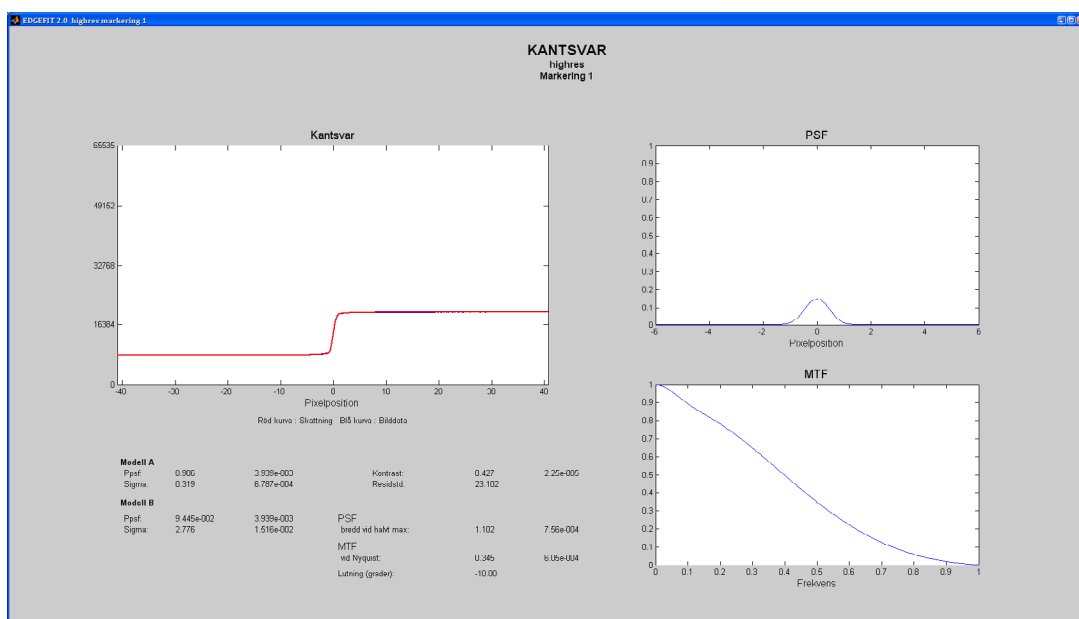 EDGEFIT 2.0 highres markering 1
KANTSVAR
highres
Markering 1
Kantsvar
65535
49152
32768
16384
0
-40 -30 -20 -10 0 10 20 30 40
Pixelposition
Röd kurva : Skattning Blå kurva : Bilddata
PSF
1
0.9
0.8
0.7
0.6
0.5
0.4
0.3
0.2
0.1
0
-6 -4 -2 0 2 4 6
Pixelposition
MTF
1
0.9
0.8
0.7
0.6
0.5
0.4
0.3
0.2
0.1
0
0 0.1 0.2 0.3 0.4 0.5 0.6 0.7 0.8 0.9 1
Frekvens
Modell A
Ppsf: 0.906 3.939e-003 Kontrast: 0.427 2.25e-005
Sigma: 0.319 6.787e-004 Residstd: 23.102
Modell B
Ppsf: 9.445e-002 3.939e-003 PSF
Sigma: 2.776 1.516e-002 bredd vid halvt max: 1.102 7.56e-004
MTF
vid Nyquist: 0.345 6.05e-004
Lutning (grader): -10.00